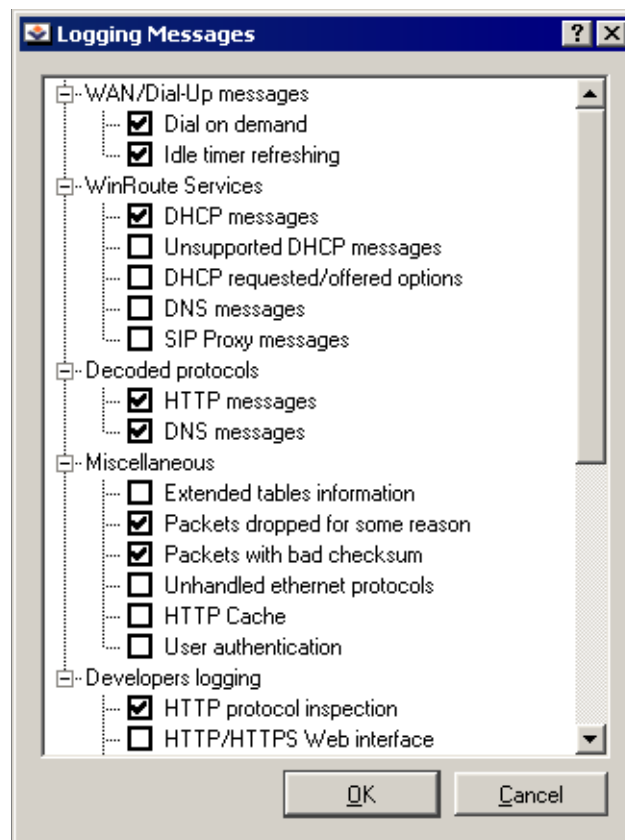 Logging Messages
WAN/Dial-Up messages
Dial on demand
Idle timer refreshing
WinRoute Services
DHCP messages
Unsupported DHCP messages
DHCP requested/offered options
DNS messages
SIP Proxy messages
Decoded protocols
HTTP messages
DNS messages
Miscellaneous
Extended tables information
Packets dropped for some reason
Packets with bad checksum
Unhandled ethernet protocols
HTTP Cache
User authentication
Developers logging
HTTP protocol inspection
HTTP/HTTPS Web interface
OK Cancel